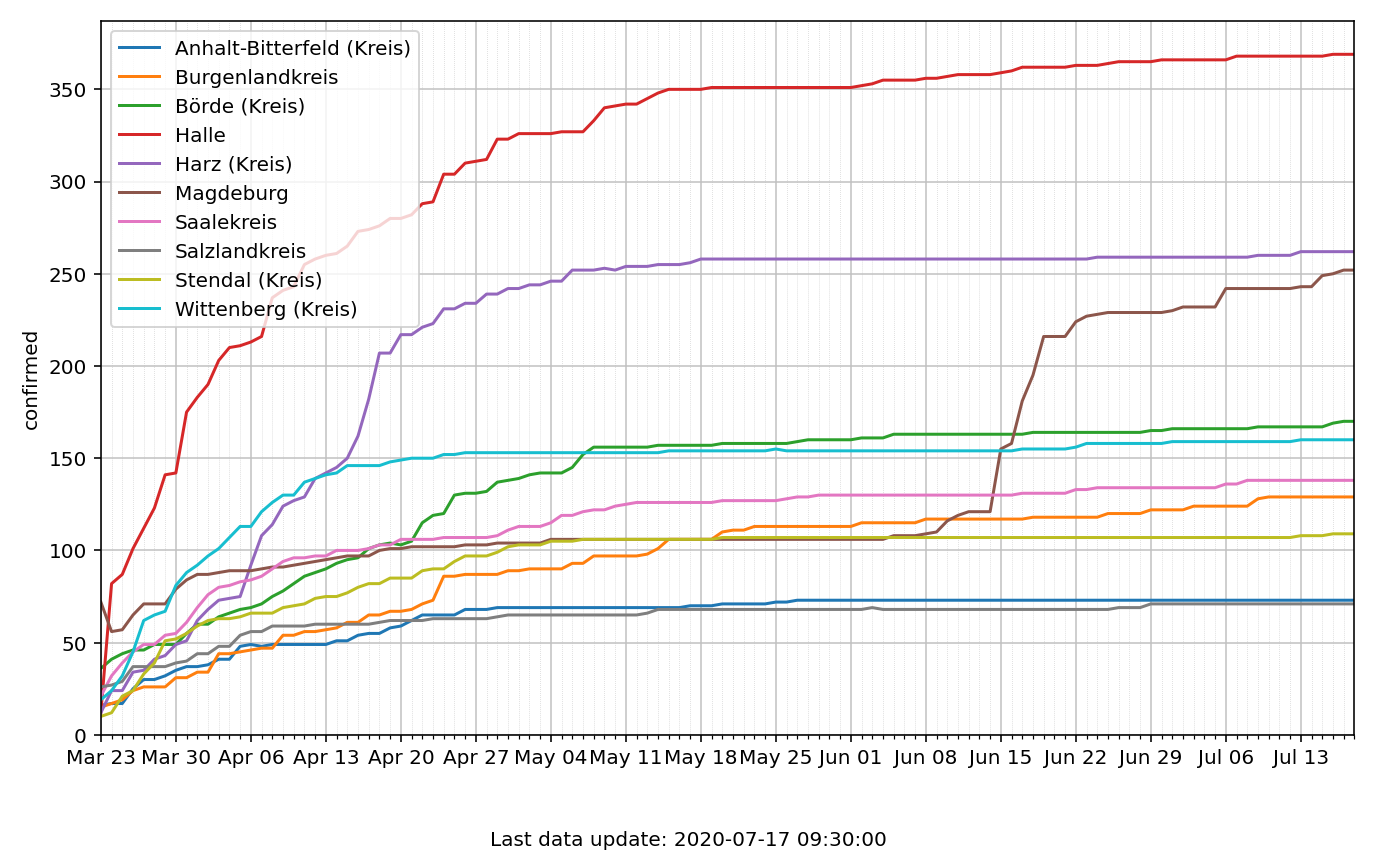 Anhalt-Bitterfeld (Kreis)
Burgenlandkreis
Börde (Kreis)
Halle
Harz (Kreis)
Magdeburg
Saalekreis
Salzlandkreis
Stendal (Kreis)
Wittenberg (Kreis)
350
300
250
200
150
100
50
0
confirmed
Mar 23 Mar 30 Apr 06 Apr 13 Apr 20 Apr 27 May 04 May 11 May 18 May 25 Jun 01 Jun 08 Jun 15 Jun 22 Jun 29 Jul 06 Jul 13
Last data update: 2020-07-17 09:30:00